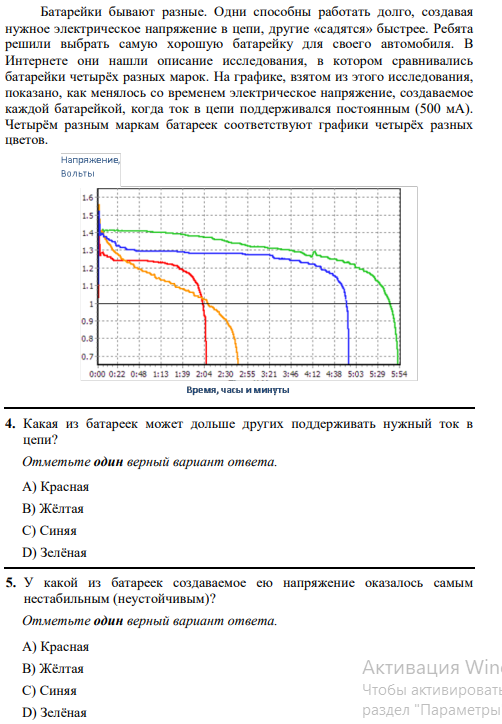 Батарейки бывают разные. Одни способны работать долго, создавая
нужное электрическое напряжение в цепи, другие «садятся» быстрее. Ребята
решили выбрать самую хорошую батарейку для своего автомобиля. В
Интернете они нашли описание исследования, в котором сравнивались
батарейки четырёх разных марок. На графике, взятом из этого исследования,
показано, как менялось со временем электрическое напряжение, создаваемое
каждой батарейкой, когда ток в цепи поддерживался постоянным (500 мА).
Четырём разным маркам батареек соответствуют графики четырёх разных
цветов.
Напряжение,
Вольты
1.6
1.5
1.4
1.3
1.2
1.1
1
0.9
0.8
0.7
0:00 0:22 0:48 1:13 1:39 2:04 2:30 2:55 3:21 3:46 4:12 4:38 5:03 5:29 5:54
Время, часы и минуты
4. Какая из батареек может дольше других поддерживать нужный ток в
цепи?
Отметьте один верный вариант ответа.
A) Красная
B) Жёлтая
C) Синяя
D) Зелёная
5. У какой из батареек создаваемое ею напряжение оказалось самым
нестабильным (неустойчивым)?
Отметьте один верный вариант ответа.
A) Красная
B) Жёлтая
C) Синяя
D) Зелёная
Активация Win
Чтобы активировать
раздел "Параметры